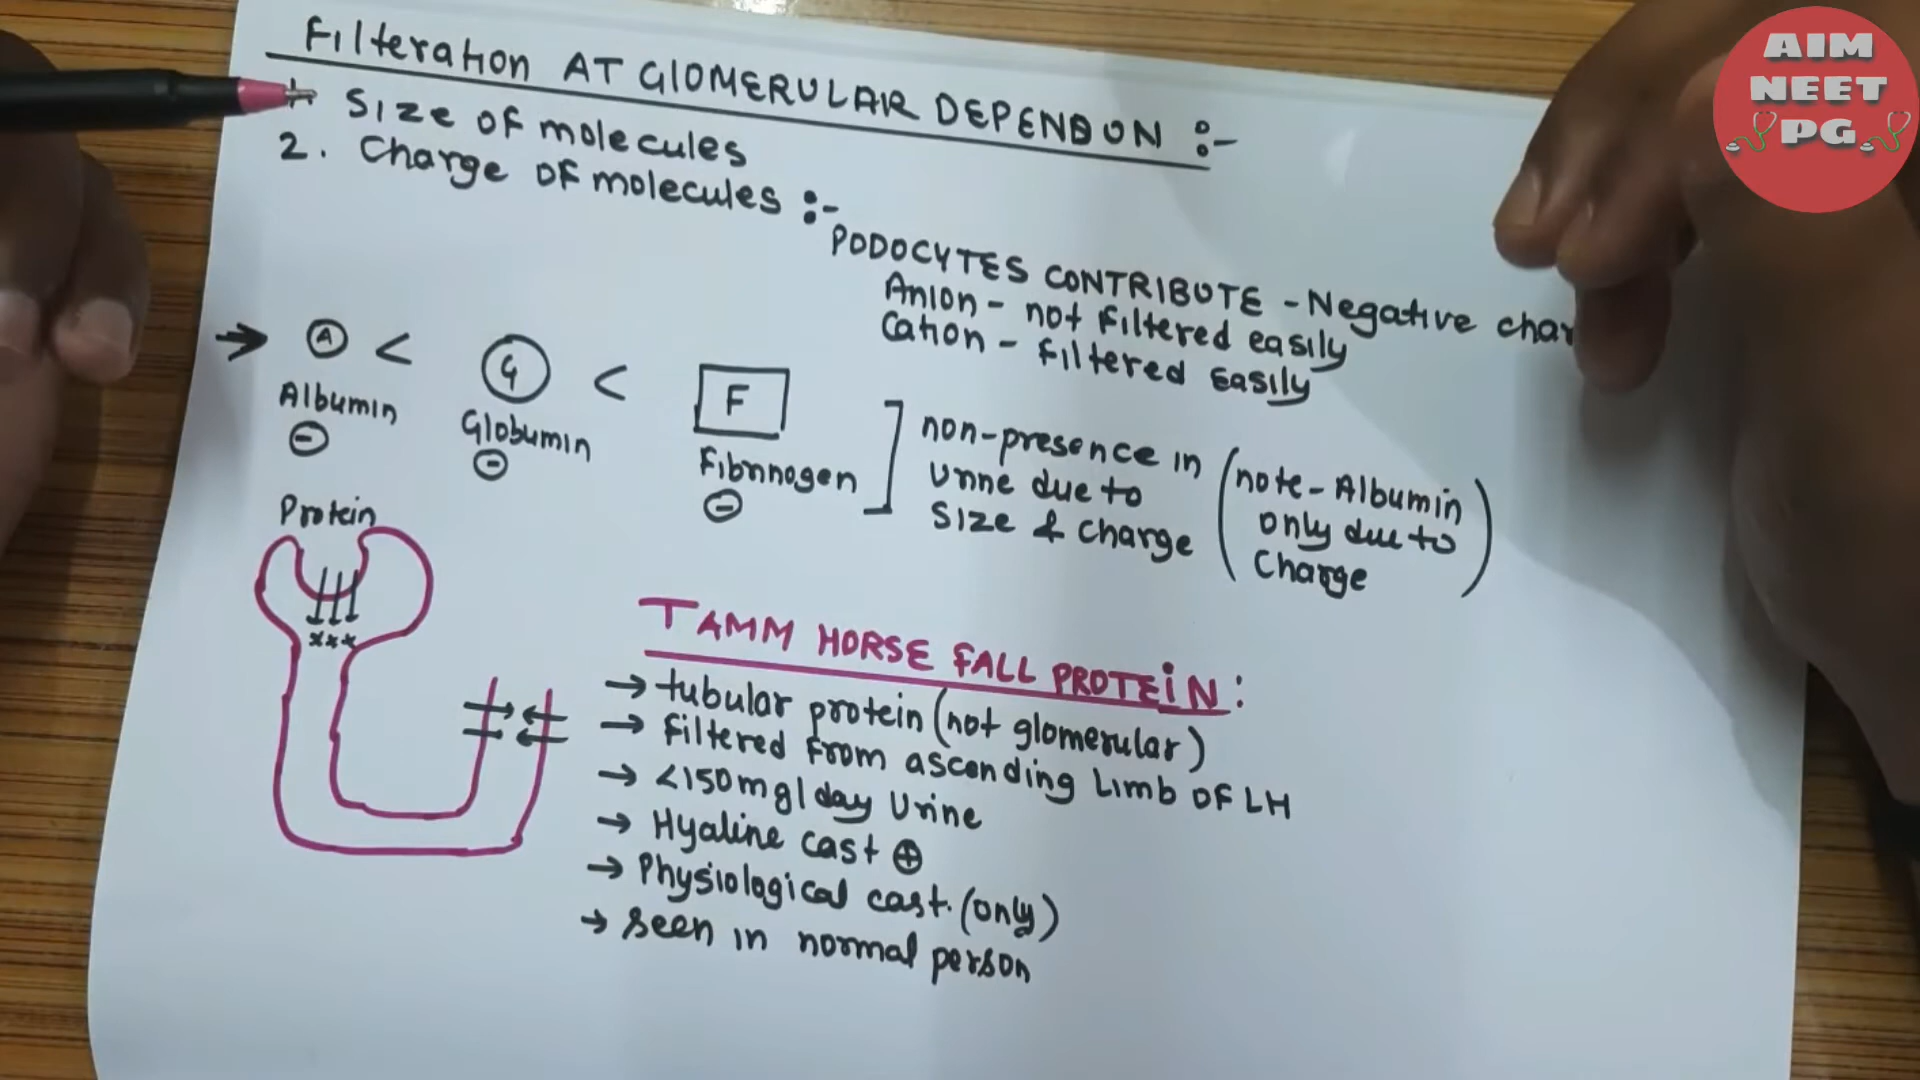 Filteration AT GlOMERULAR DEPEND ON :-
1. Size of molecules
2. Charge of molecules :-
PODOCYTES CONTRIBUTE - Negative char
Anion - not filtered easily
Cation - filtered Easily
→ A < G < F
Albumin Globumin Fibrinogen
non-presence in
Urine due to
Size & charge
(note - Albumin
only due to
Charge)
Protein
TAMM HORSE FALL PROTEiN :
→ tubular protein (not glomerular)
→ Filtered from ascending Limb OF LH
→ <150mg/day Urine
→ Hyaline cast ⊕
→ Physiological cast. (only)
→ seen in normal person
AIM
NEET
PG